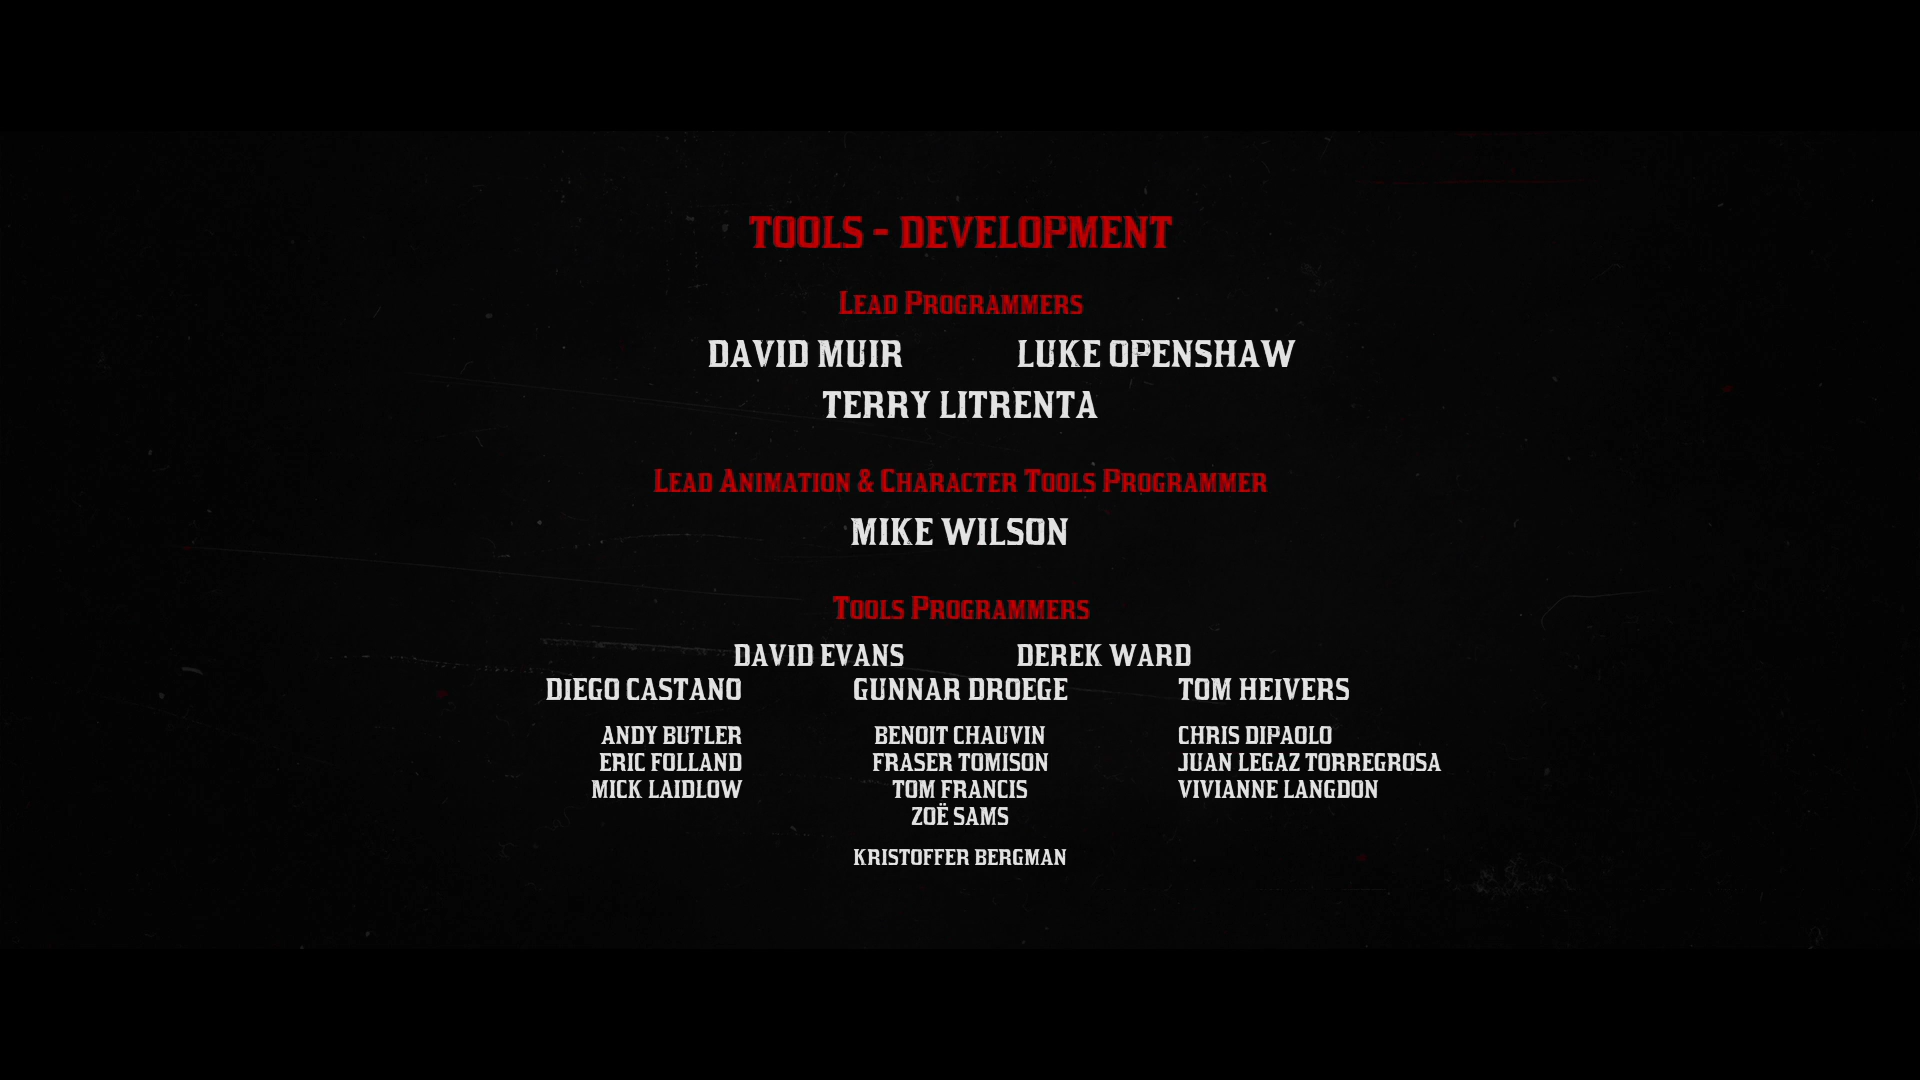 TOOLS - DEVELOPMENT
LEAD PROGRAMMERS
DAVID MUIR LUKE OPENSHAW
TERRY LITRENTA
LEAD ANIMATION & CHARACTER TOOLS PROGRAMMER
MIKE WILSON
TOOLS PROGRAMMERS
DAVID EVANS DEREK WARD
DIEGO CASTANO GUNNAR DROEGE TOM HEIVERS
ANDY BUTLER BENOIT CHAUVIN CHRIS DIPAOLO
ERIC FOLLAND FRASER TOMISON JUAN LEGAZ TORREGROSA
MICK LAIDLOW TOM FRANCIS VIVIANNE LANGDON
ZOË SAMS
KRISTOFFER BERGMAN